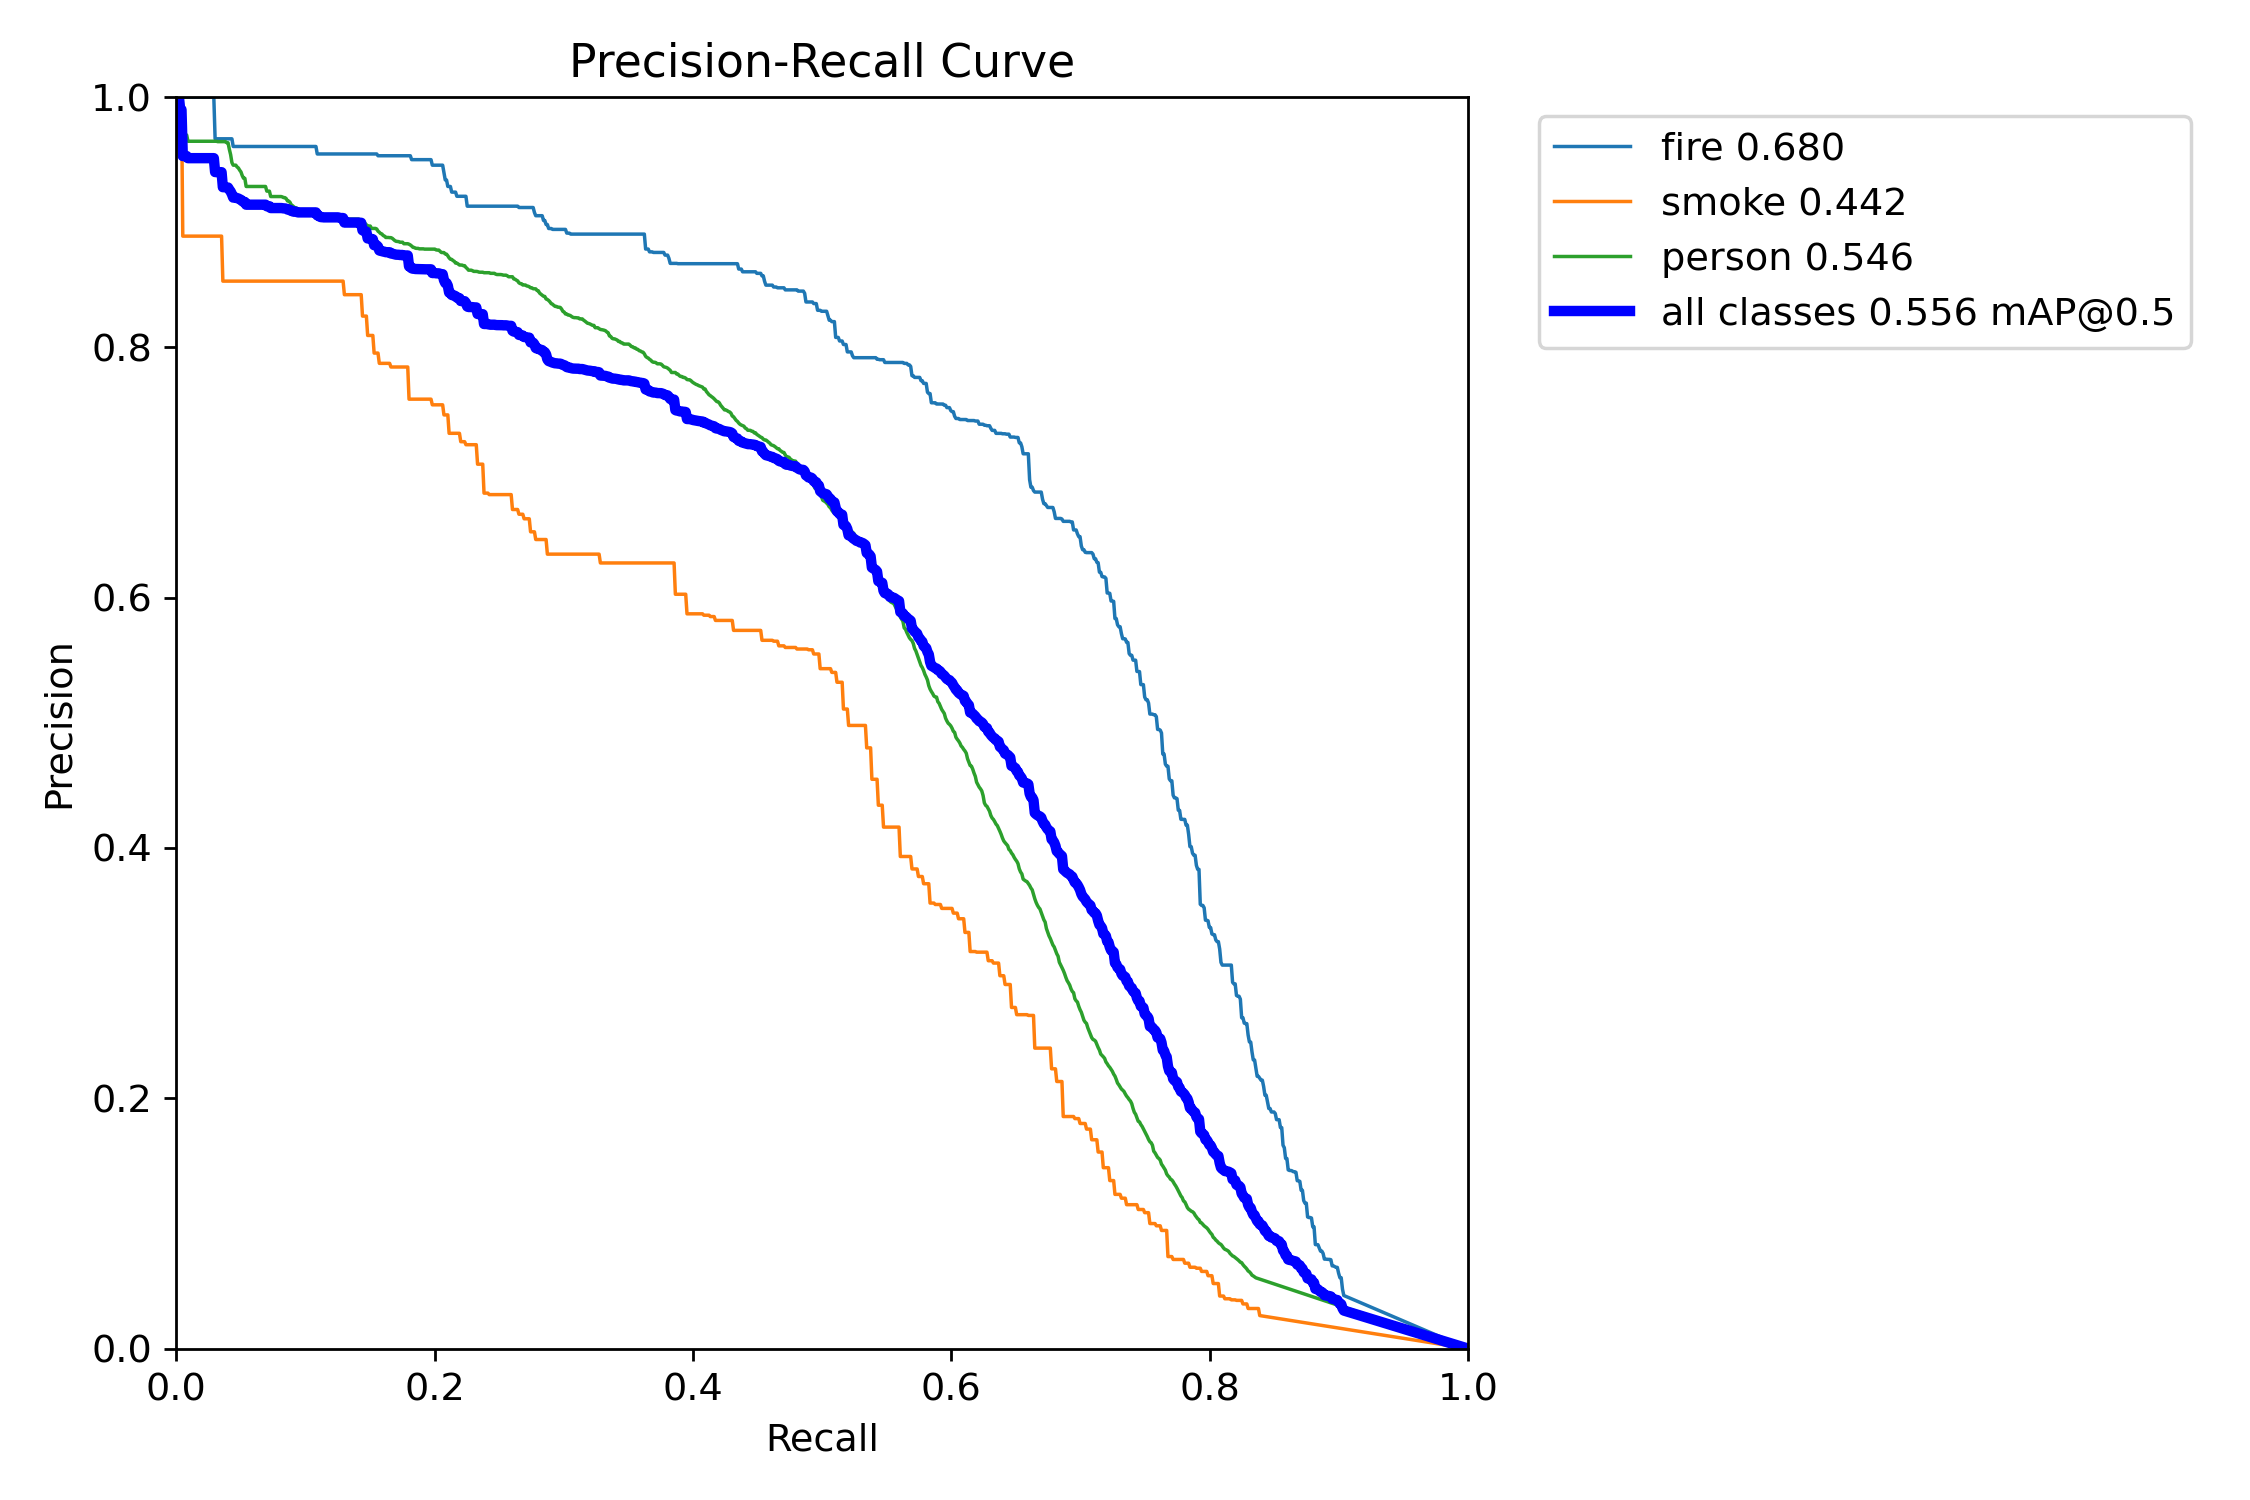 Precision-Recall Curve
1.0
0.8
0.6
0.4
0.2
0.0
Precision
0.0 0.2 0.4 0.6 0.8 1.0
Recall
fire 0.680
smoke 0.442
person 0.546
all classes 0.556 mAP@0.5